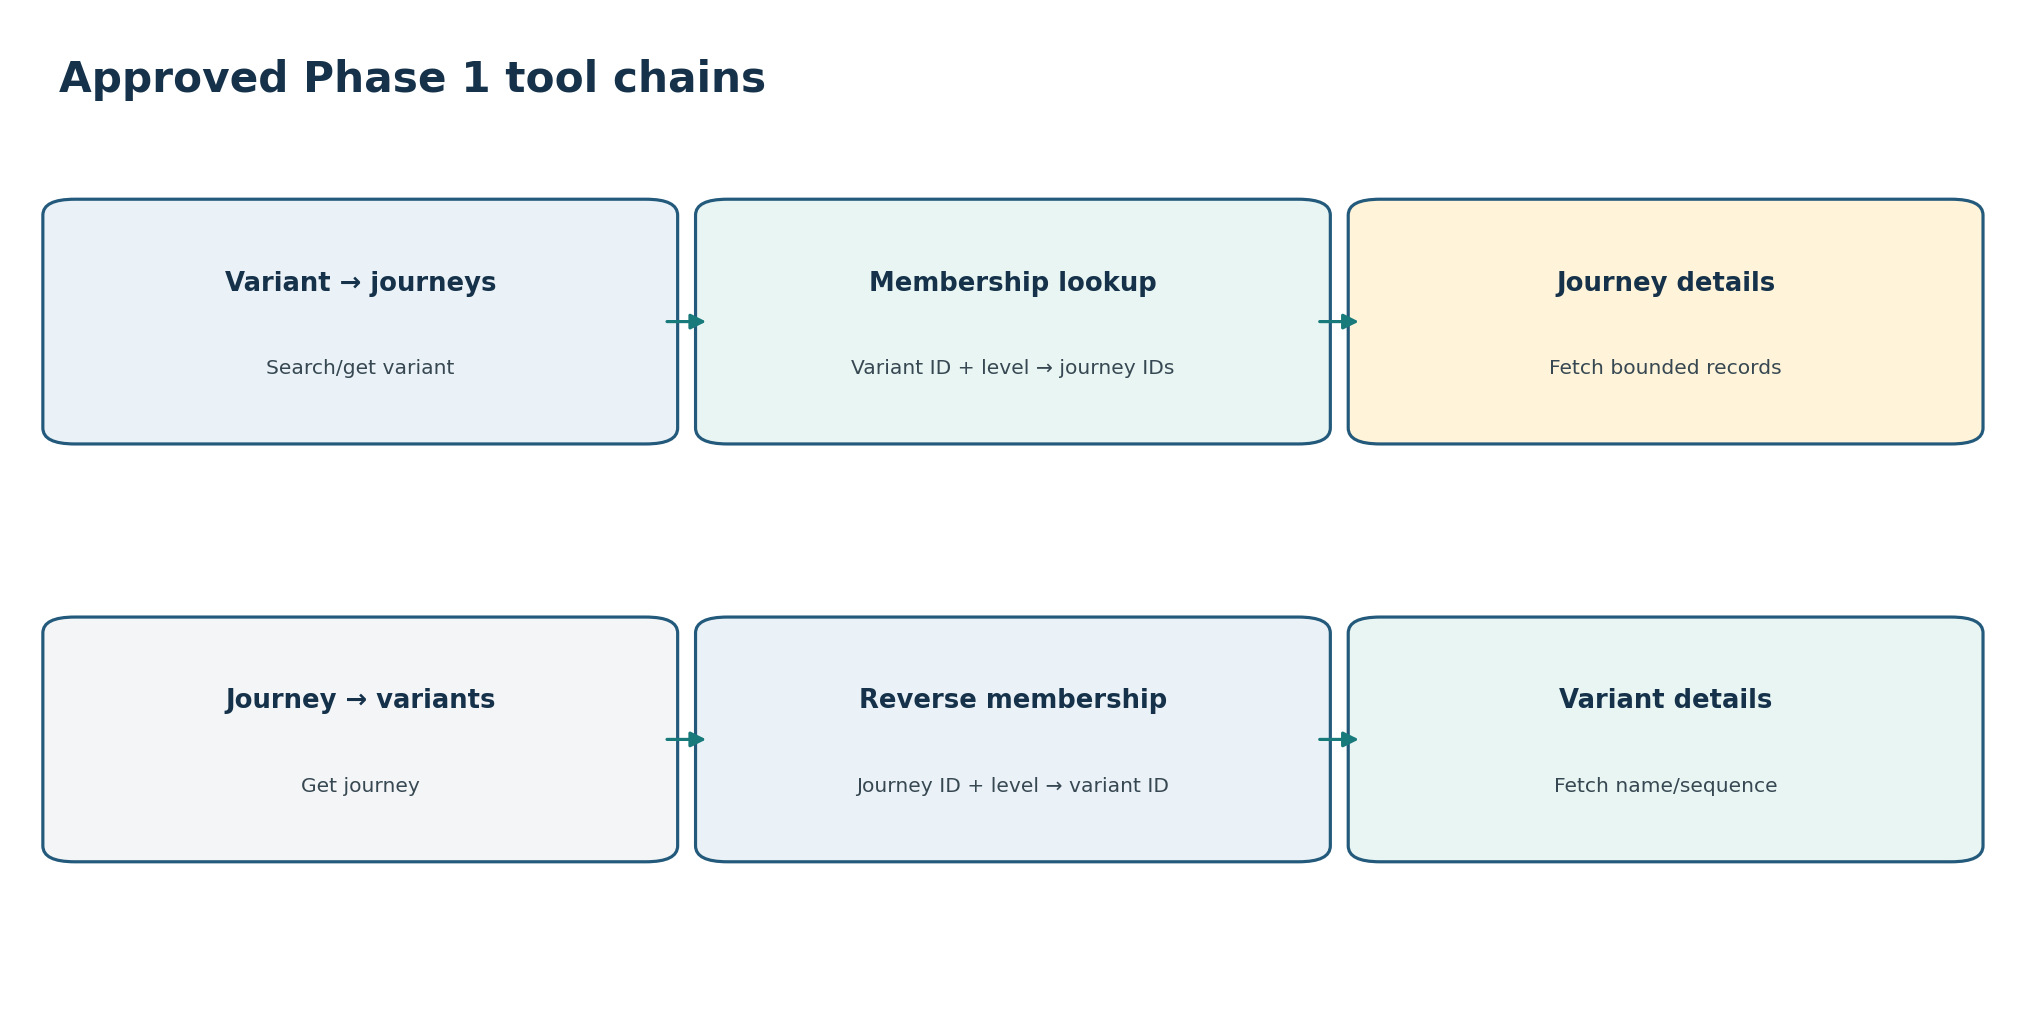 Approved Phase 1 tool chains
Variant → journeys
Search/get variant
Membership lookup
Variant ID + level → journey IDs
Journey details
Fetch bounded records
Journey → variants
Get journey
Reverse membership
Journey ID + level → variant ID
Variant details
Fetch name/sequence